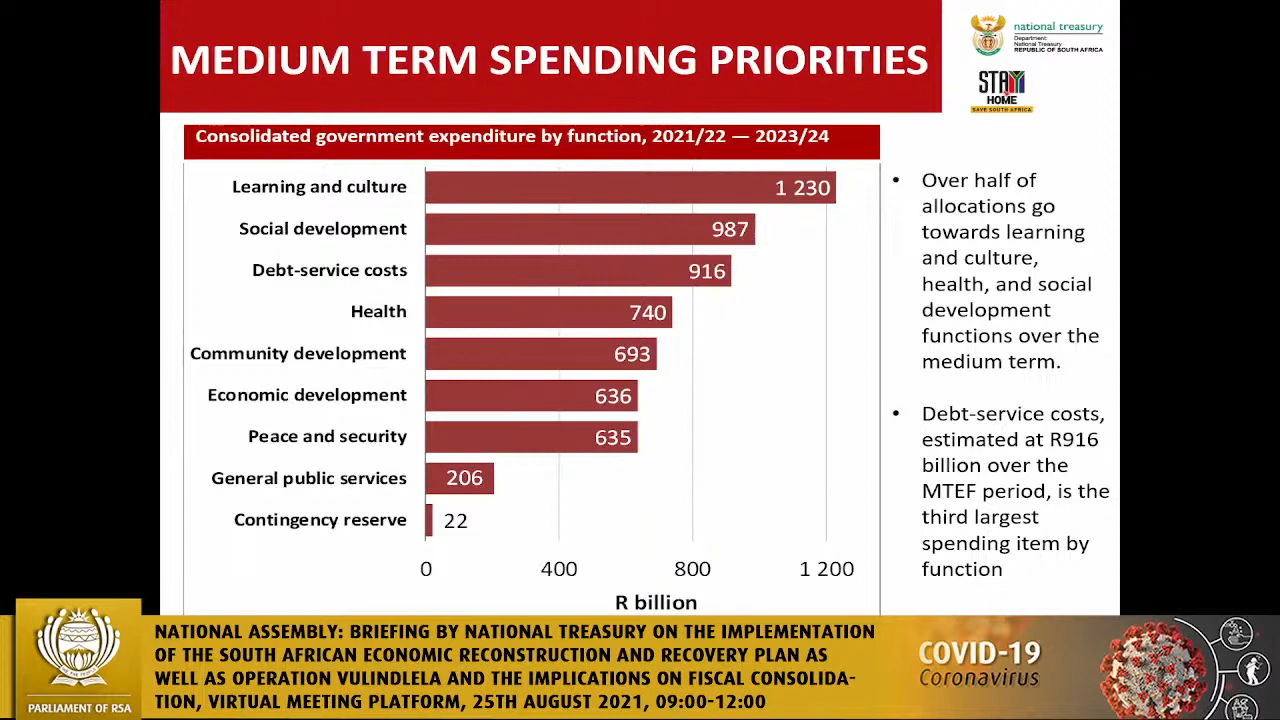 MEDIUM TERM SPENDING PRIORITIES
national treasury
Department:
National Treasury
REPUBLIC OF SOUTH AFRICA
STAY
HOME
SAVE SOUTH AFRICA
Consolidated government expenditure by function, 2021/22 — 2023/24
Learning and culture 1 230
Social development 987
Debt-service costs 916
Health 740
Community development 693
Economic development 636
Peace and security 635
General public services 206
Contingency reserve 22
0 400 800 1 200
R billion
• Over half of
allocations go
towards learning
and culture,
health, and social
development
functions over the
medium term.
• Debt-service costs,
estimated at R916
billion over the
MTEF period, is the
third largest
spending item by
function
NATIONAL ASSEMBLY: BRIEFING BY NATIONAL TREASURY ON THE IMPLEMENTATION
OF THE SOUTH AFRICAN ECONOMIC RECONSTRUCTION AND RECOVERY PLAN AS
WELL AS OPERATION VULINDLELA AND THE IMPLICATIONS ON FISCAL CONSOLIDA-
TION, VIRTUAL MEETING PLATFORM, 25TH AUGUST 2021, 09:00-12:00
PARLIAMENT OF RSA
COVID-19
Coronavirus